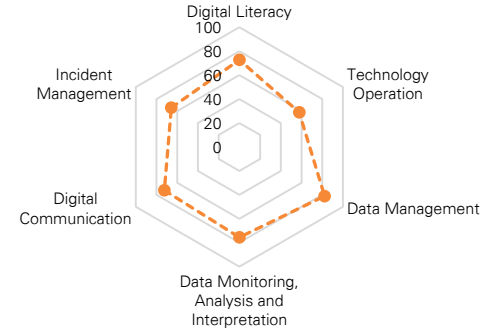 Digital Literacy
100
80
60
40
20
0
Technology
Operation
Data Management
Data Monitoring,
Analysis and
Interpretation
Digital
Communication
Incident
Management